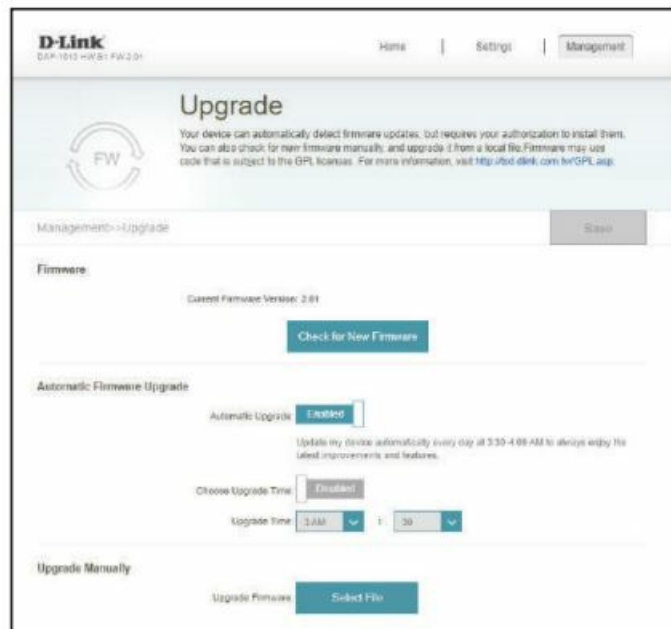 D-Link
DAP-1610 HW:B1 FW:2.01
Home | Settings | Management
Upgrade
FW
Your device can automatically detect firmware updates, but requires your authorization to install them.
You can also check for new firmware manually, and upgrade it from a local file.Firmware may use
code that is subject to the GPL licenses. For more information, visit http://tsd.dlink.com.tw/GPL.asp
Management>>Upgrade
Save
Firmware
Current Firmware Version: 2.01
Check for New Firmware
Automatic Firmware Upgrade
Automatic Upgrade Enabled
Update my device automatically every day at 3:30-4:00 AM to always enjoy the
latest improvements and features.
Choose Upgrade Time Disabled
Upgrade Time 3 AM : 30
Upgrade Manually
Upgrade Firmware Select File